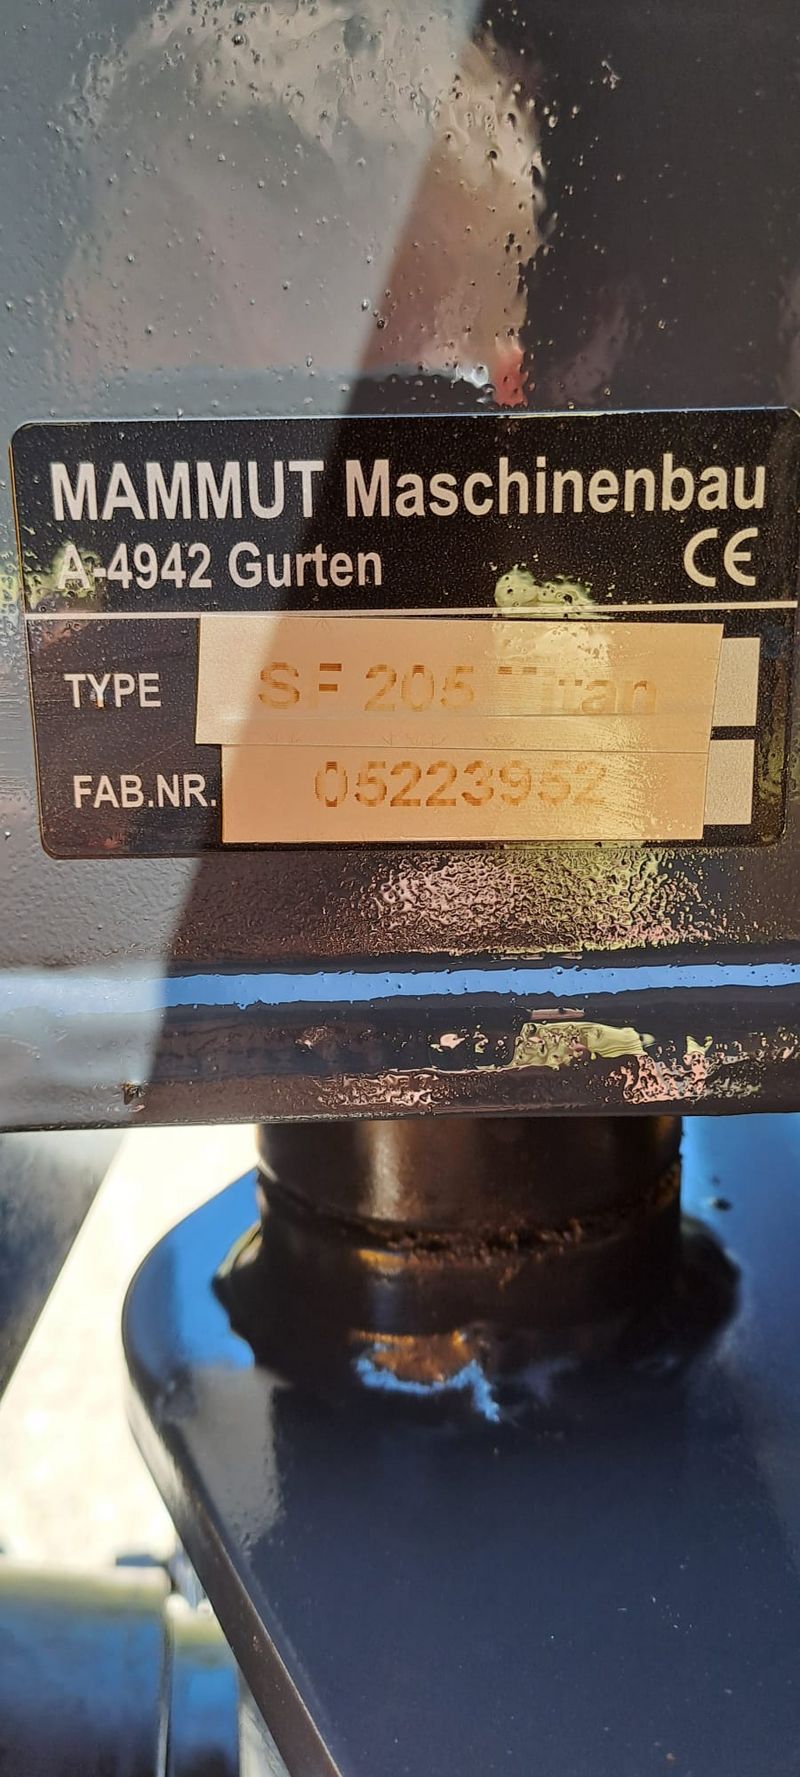 MAMMUT Maschinenbau
A-4942 Gurten CE
TYPE SF 205 Titan
FAB.NR. 05223952